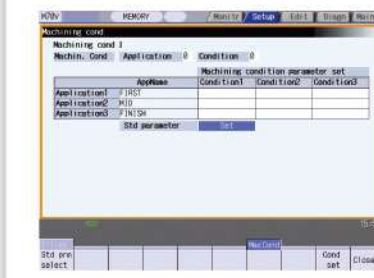 M70V MEMORY Monitr Setup Edit Diagn Main
Machining cond
Machining cond 1
Machin. Cond Application 0 Condition 0
Machining condition parameter set
AppName Condition1 Condition2 Condition3
Application1 FIRST
Application2 MID
Application3 FINISH
Std parameter Set
MacCond
Std prm select Cond set Close